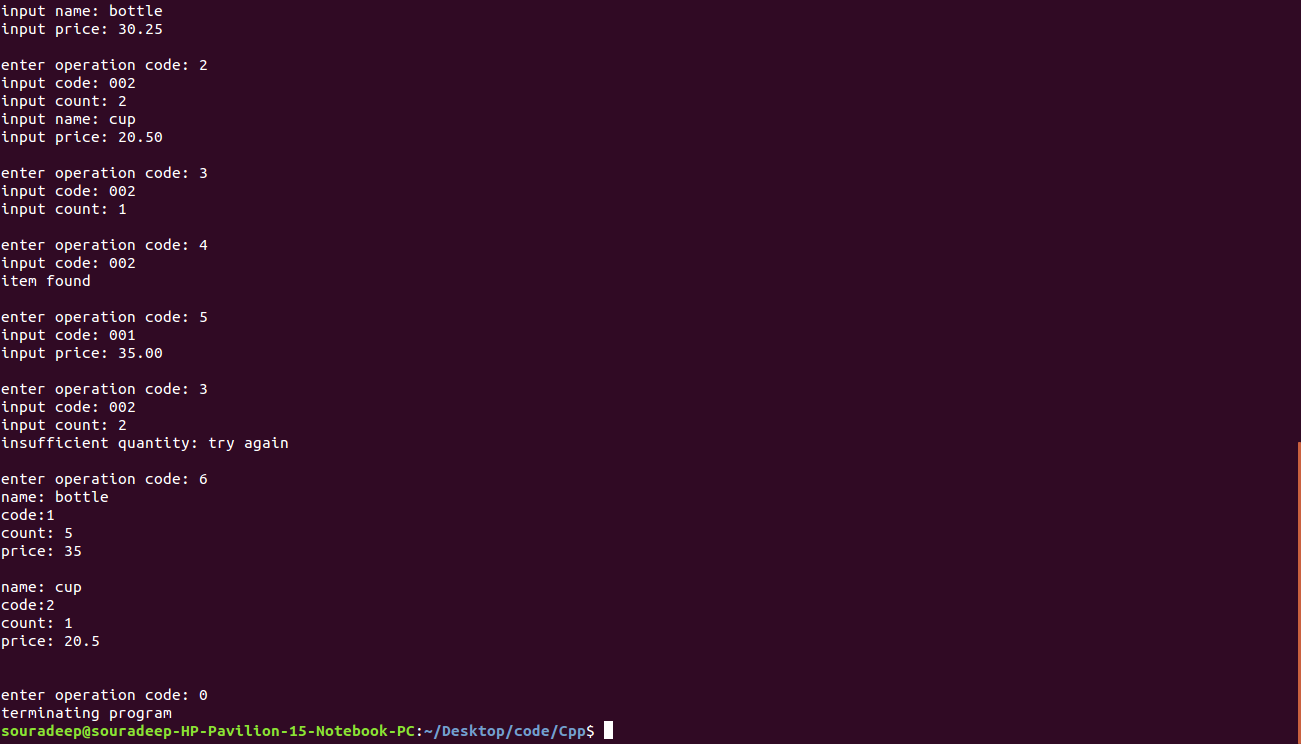 input name: bottle
input price: 30.25
enter operation code: 2
input code: 002
input count: 2
input name: cup
input price: 20.50
enter operation code: 3
input code: 002
input count: 1
enter operation code: 4
input code: 002
item found
enter operation code: 5
input code: 001
input price: 35.00
enter operation code: 3
input code: 002
input count: 2
insufficient quantity: try again
enter operation code: 6
name: bottle
code:1
count: 5
price: 35
name: cup
code:2
count: 1
price: 20.5
enter operation code: 0
terminating program
souradeep@souradeep-HP-Pavilion-15-Notebook-PC:~/Desktop/code/Cpp$